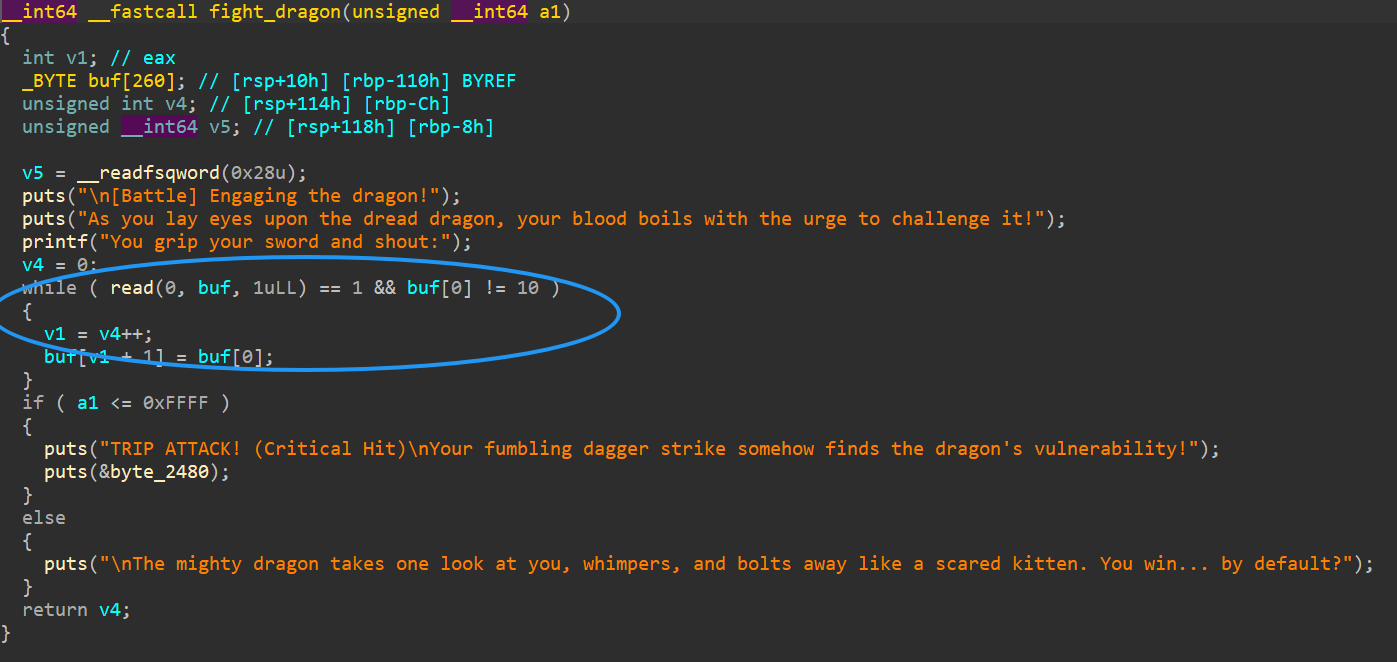 __int64 __fastcall fight_dragon(unsigned __int64 a1)
{
  int v1; // eax
  _BYTE buf[260]; // [rsp+10h] [rbp-110h] BYREF
  unsigned int v4; // [rsp+114h] [rbp-Ch]
  unsigned __int64 v5; // [rsp+118h] [rbp-8h]

  v5 = __readfsqword(0x28u);
  puts("\n[Battle] Engaging the dragon!");
  puts("As you lay eyes upon the dread dragon, your blood boils with the urge to challenge it!");
  printf("You grip your sword and shout:");
  v4 = 0;
  while ( read(0, buf, 1uLL) == 1 && buf[0] != 10 )
  {
    v1 = v4++;
    buf[v1 + 1] = buf[0];
  }
  if ( a1 <= 0xFFFF )
  {
    puts("TRIP ATTACK! (Critical Hit)\nYour fumbling dagger strike somehow finds the dragon's vulnerability!");
    puts(&byte_2480);
  }
  else
  {
    puts("\nThe mighty dragon takes one look at you, whimpers, and bolts away like a scared kitten. You win... by default?");
  }
  return v4;
}